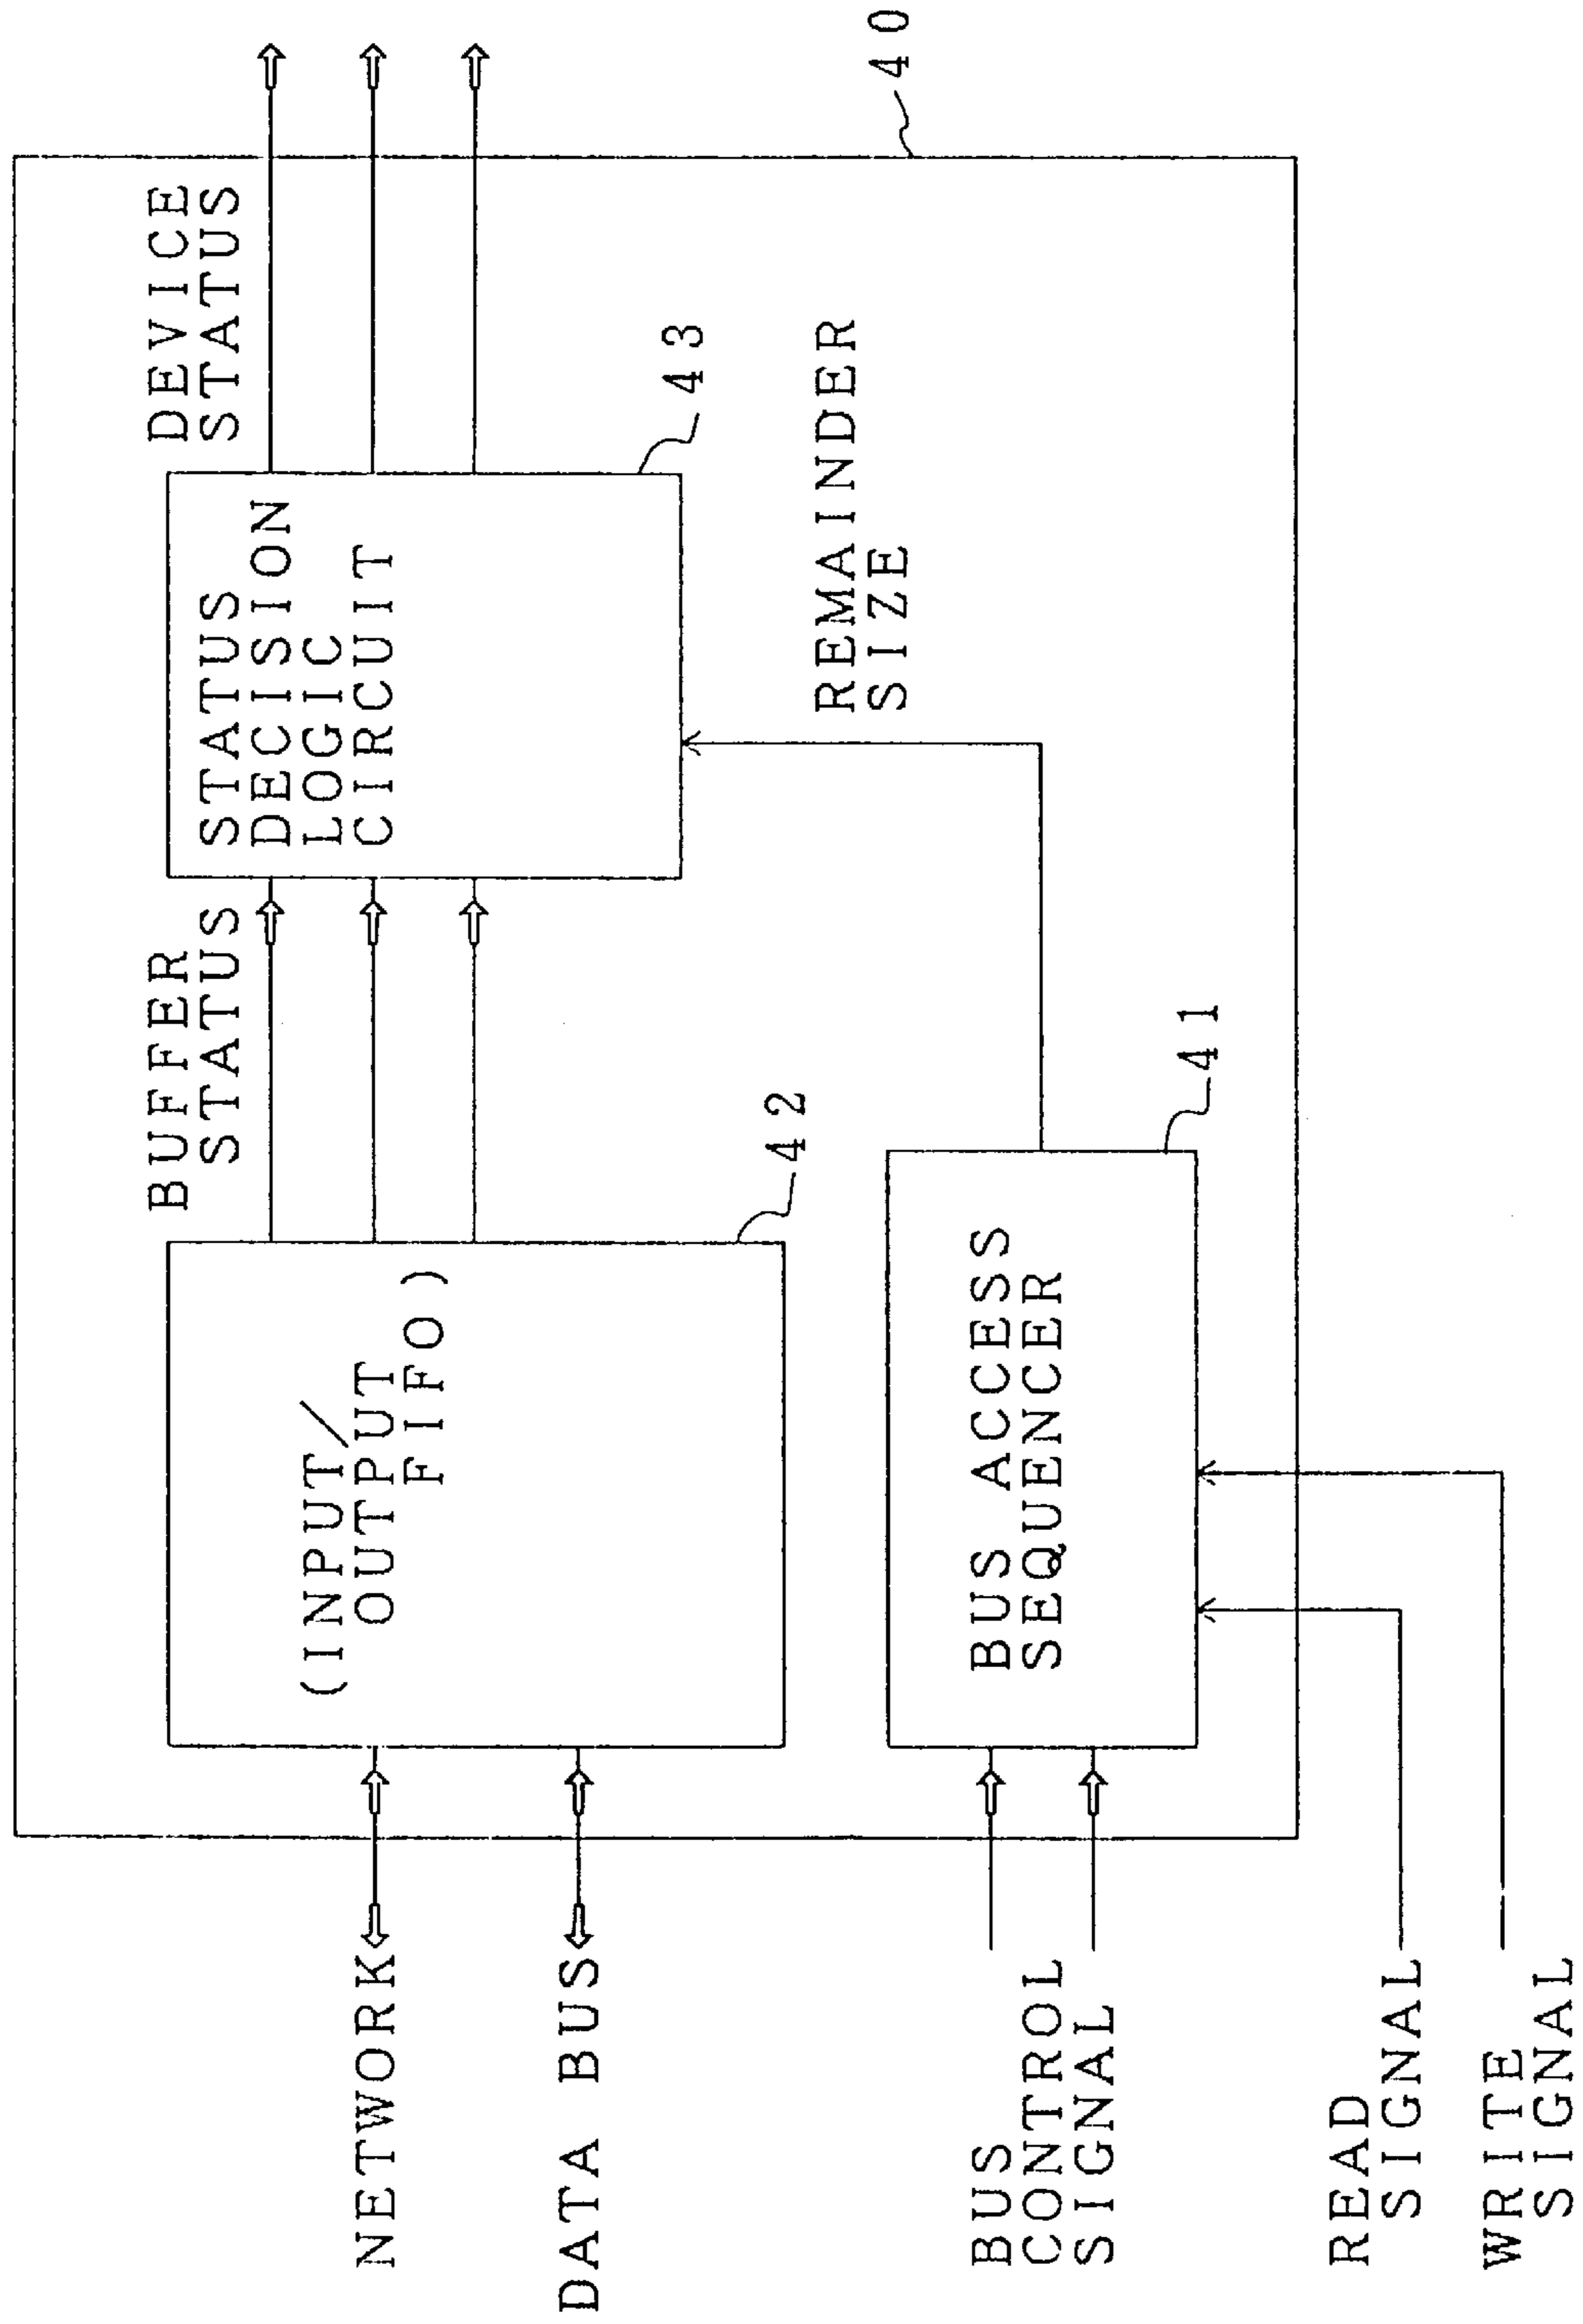 NETWORK
DATA BUS
BUS
CONTROL
SIGNAL
READ
SIGNAL
WRITE
SIGNAL
(INPUT/
OUTPUT
FIFO)
42
BUS ACCESS
SEQUENCER
41
BUFFER
STATUS
STATUS
DECISION
LOGIC
CIRCUIT
43
REMAINDER
SIZE
DEVICE
STATUS
40